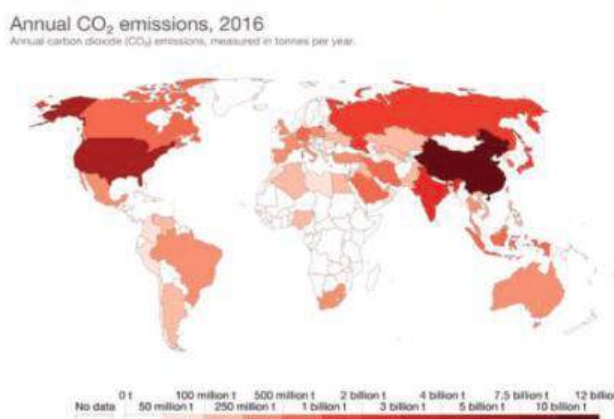 Annual CO₂ emissions, 2016
Annual carbon dioxide (CO₂) emissions, measured in tonnes per year.
0 t 100 million t 500 million t 2 billion t 4 billion t 7.5 billion t 12 billion t
No data 50 million t 250 million t 1 billion t 3 billion t 5 billion t 10 billion t